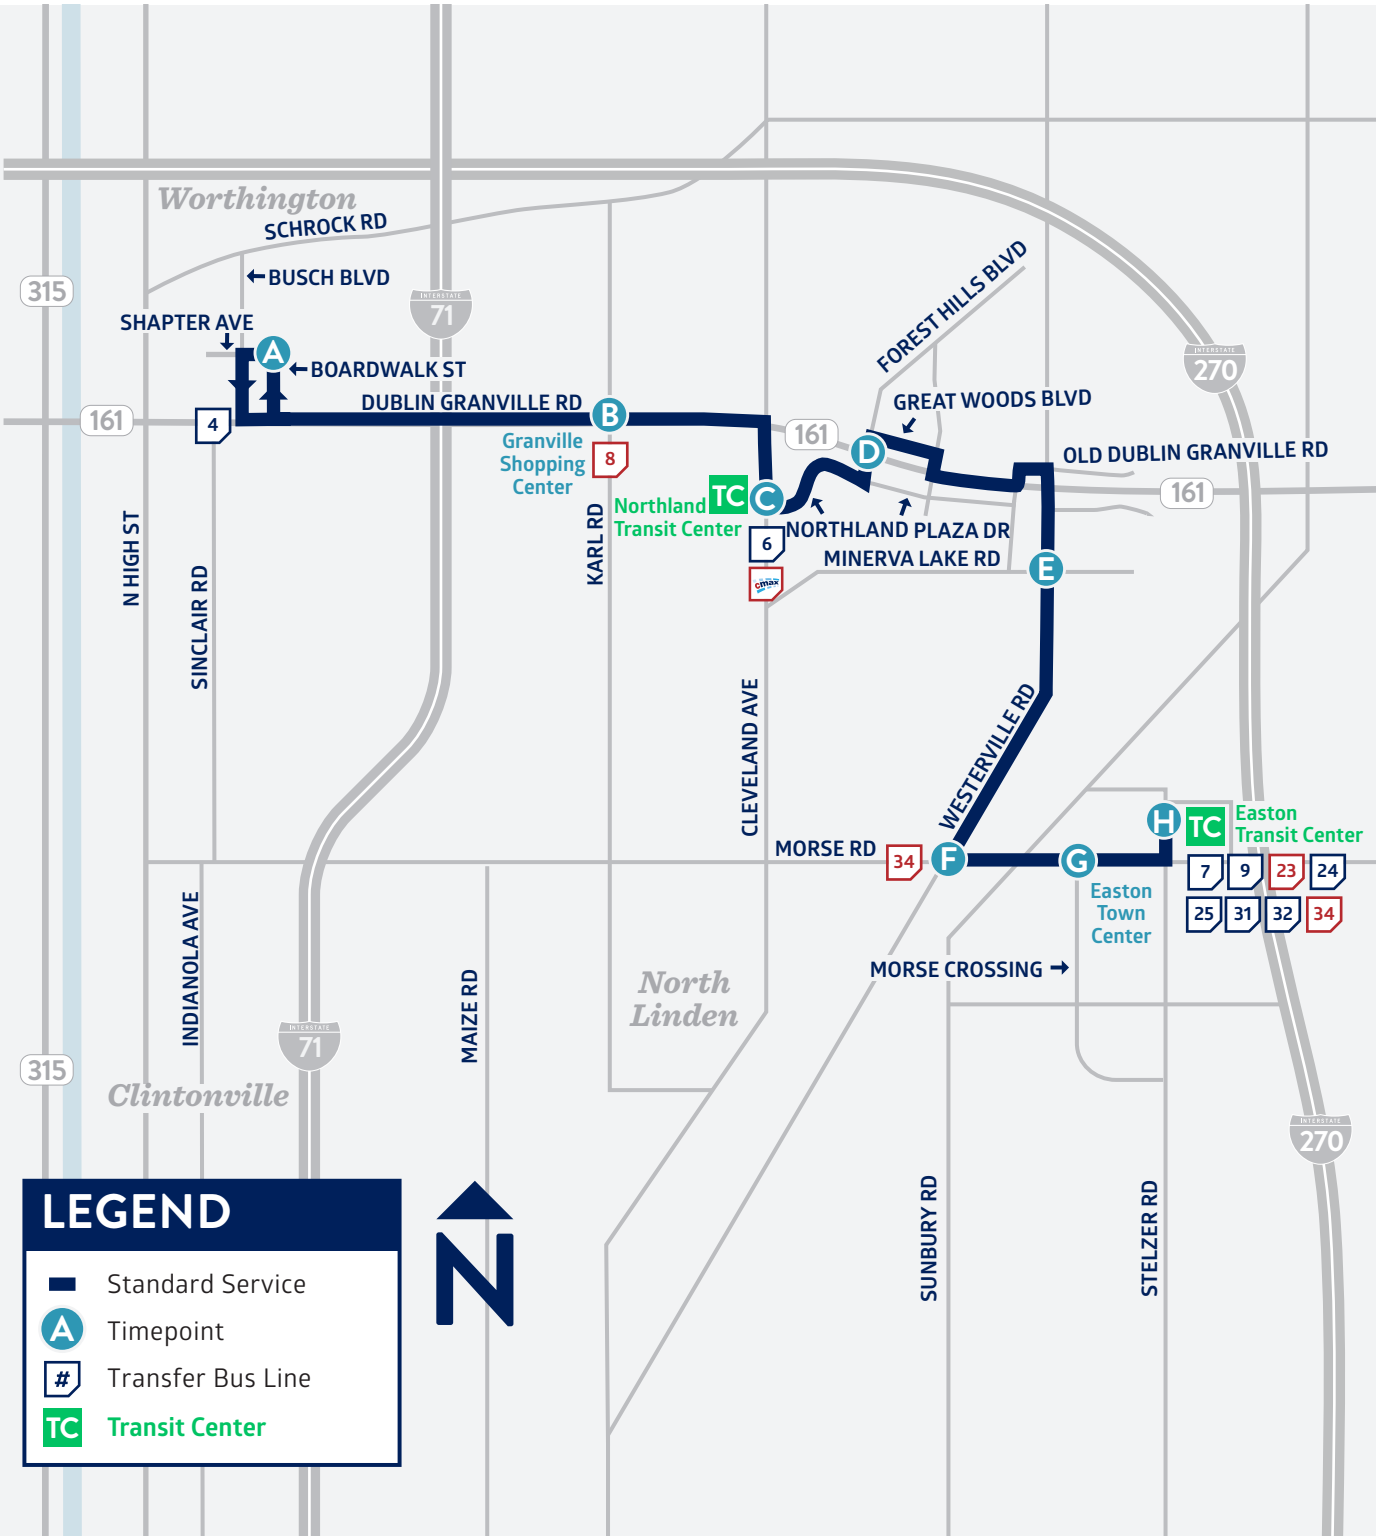 Worthington
SCHROCK RD
BUSCH BLVD
315
INTERSTATE
71
SHAPTER AVE
A
BOARDWALK ST
161
4
DUBLIN GRANVILLE RD
B
Granville
Shopping
Center
8
FOREST HILLS BLVD
INTERSTATE
270
GREAT WOODS BLVD
161
D
OLD DUBLIN GRANVILLE RD
161
TC
C
Northland
Transit Center
6
cmax
NORTHLAND PLAZA DR
MINERVA LAKE RD
E
N HIGH ST
SINCLAIR RD
KARL RD
CLEVELAND AVE
WESTERVILLE RD
MORSE RD
34
F
G
H
TC
Easton
Transit Center
7
9
23
24
25
31
32
34
Easton
Town
Center
MORSE CROSSING
INDIANOLA AVE
MAIZE RD
North
Linden
INTERSTATE
71
315
Clintonville
INTERSTATE
270
SUNBURY RD
STELZER RD
N
LEGEND
Standard Service
A Timepoint
# Transfer Bus Line
TC Transit Center